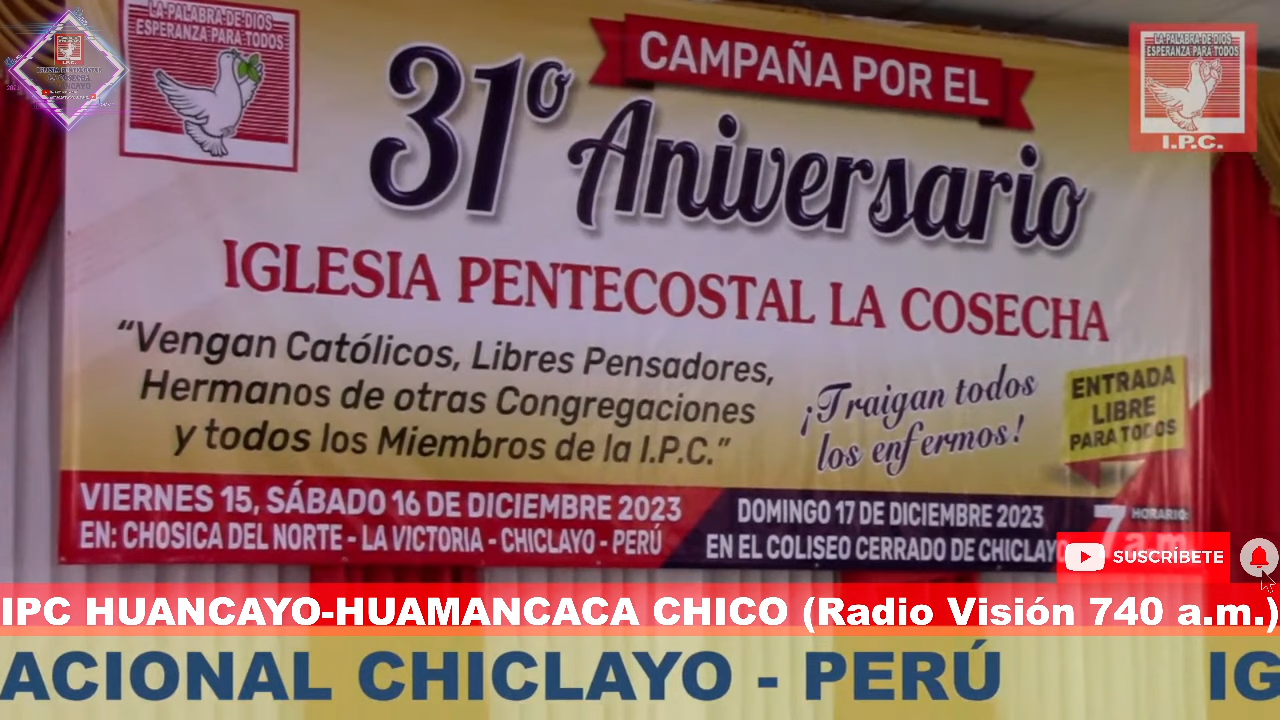 LA PALABRA DE DIOS
ESPERANZA PARA TODOS
CAMPAÑA POR EL
31º Aniversario
IGLESIA PENTECOSTAL LA COSECHA
“Vengan Católicos, Libres Pensadores,
Hermanos de otras Congregaciones
y todos los Miembros de la I.P.C.”
¡Traigan todos
los enfermos!
ENTRADA
LIBRE
PARA TODOS
VIERNES 15, SÁBADO 16 DE DICIEMBRE 2023
EN: CHOSICA DEL NORTE - LA VICTORIA - CHICLAYO - PERÚ
DOMINGO 17 DE DICIEMBRE 2023
EN EL COLISEO CERRADO DE CHICLAYO
HORARIO:
7 a.m.
LA PALABRA DE DIOS
ESPERANZA PARA TODOS
I.P.C.
SUSCRÍBETE
IPC HUANCAYO-HUAMANCACA CHICO (Radio Visión 740 a.m.)
ACIONAL CHICLAYO - PERÚ IG